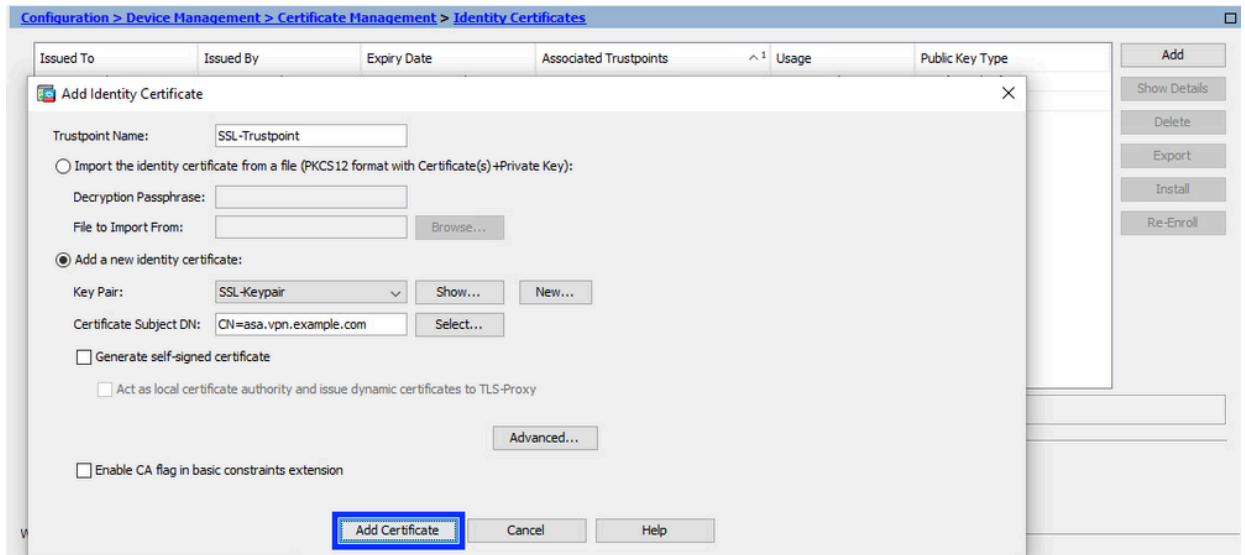 Configuration > Device Management > Certificate Management > Identity Certificates
Issued To Issued By Expiry Date Associated Trustpoints 1 Usage Public Key Type
Add
Show Details
Delete
Export
Install
Re-Enroll
Add Identity Certificate
Trustpoint Name: SSL-Trustpoint
Import the identity certificate from a file (PKCS12 format with Certificate(s)+Private Key):
Decryption Passphrase:
File to Import From: Browse...
Add a new identity certificate:
Key Pair: SSL-Keypair Show... New...
Certificate Subject DN: CN=asa.vpn.example.com Select...
Generate self-signed certificate
Act as local certificate authority and issue dynamic certificates to TLS-Proxy
Advanced...
Enable CA flag in basic constraints extension
Add Certificate Cancel Help